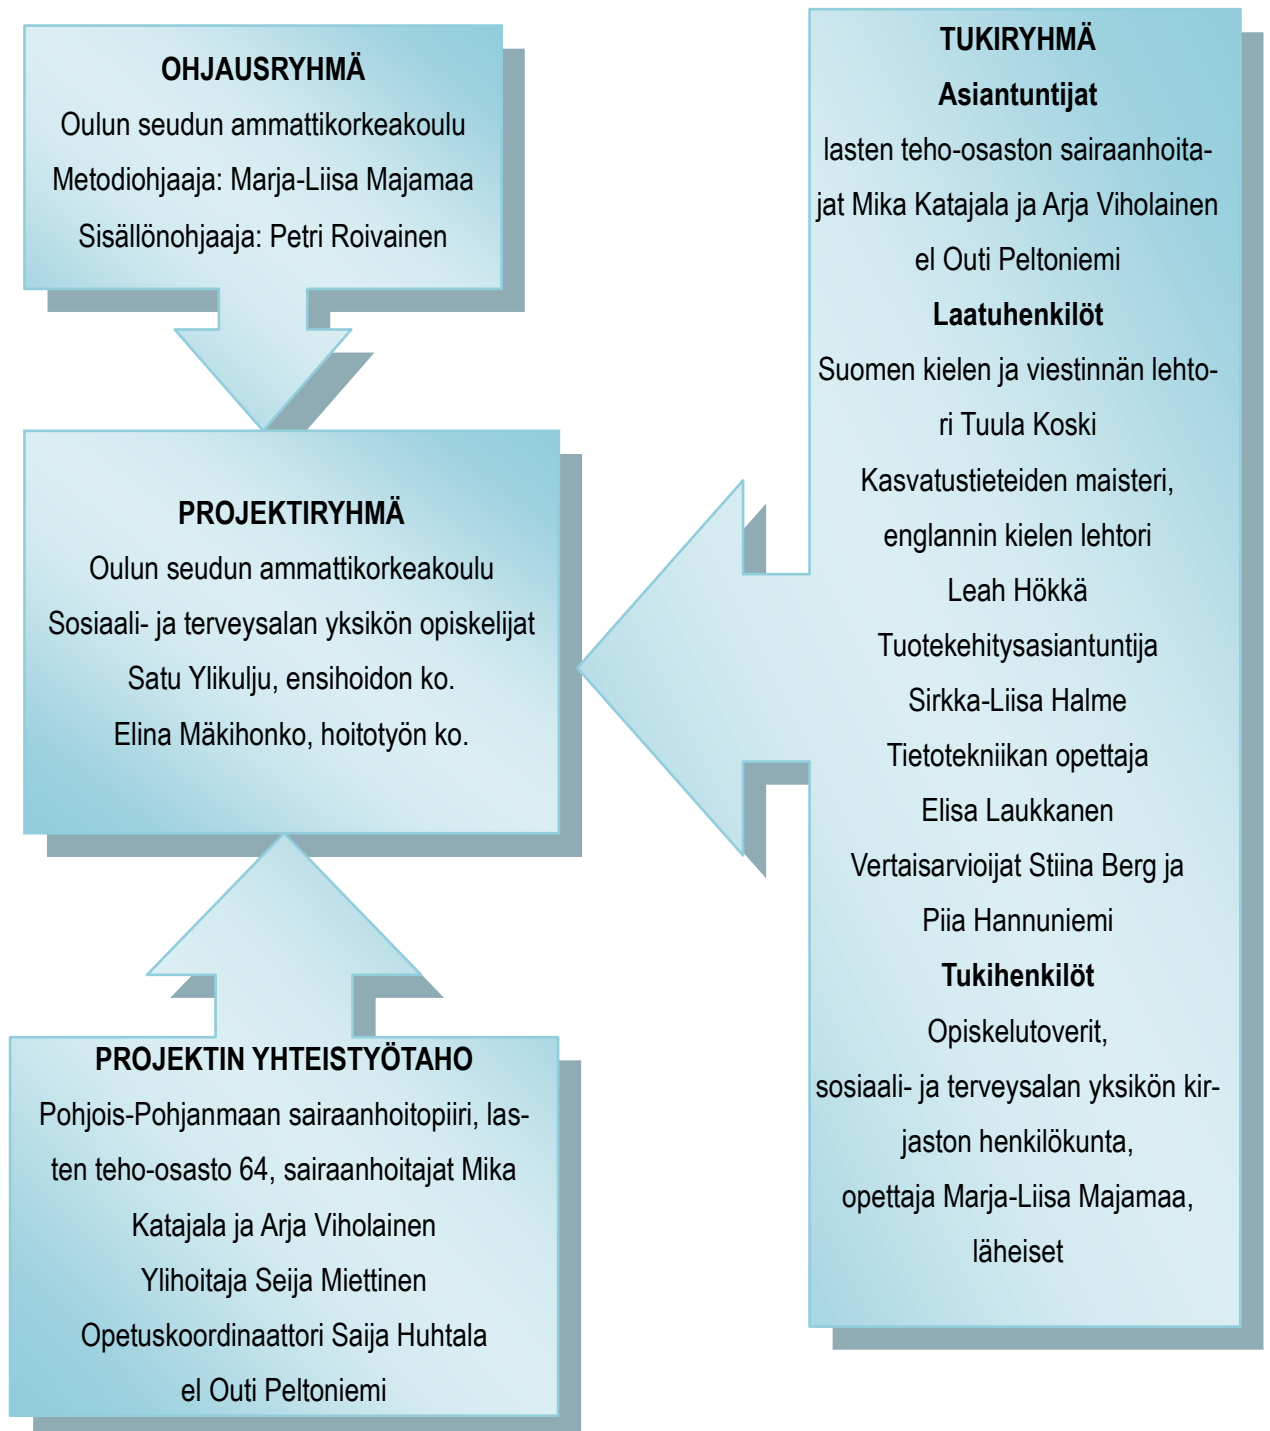 OHJAUSRYHMÄ
Oulun seudun ammattikorkeakoulu
Metodiohjaaja: Marja-Liisa Majamaa
Sisällönohjaaja: Petri Roivainen
PROJEKTIRYHMÄ
Oulun seudun ammattikorkeakoulu
Sosiaali- ja terveysalan yksikön opiskelijat
Satu Ylikulju, ensihoidon ko.
Elina Mäkihonko, hoitotyön ko.
PROJEKTIN YHTEISTYÖTAHO
Pohjois-Pohjanmaan sairaanhoitopiiri, las-
ten teho-osasto 64, sairaanhoitajat Mika
Katajala ja Arja Viholainen
Ylihoitaja Seija Miettinen
Opetuskoordinaattori Saija Huhtala
el Outi Peltoniemi
TUKIRYHMÄ
Asiantuntijat
lasten teho-osaston sairaanhoita-
jat Mika Katajala ja Arja Viholainen
el Outi Peltoniemi
Laatuhenkilöt
Suomen kielen ja viestinnän lehto-
ri Tuula Koski
Kasvatustieteiden maisteri,
englannin kielen lehtori
Leah Hökkä
Tuotekehitysasiantuntija
Sirkka-Liisa Halme
Tietotekniikan opettaja
Elisa Laukkanen
Vertaisarvioijat Stiina Berg ja
Piia Hannuniemi
Tukihenkilöt
Opiskelutoverit,
sosiaali- ja terveysalan yksikön kir-
jaston henkilökunta,
opettaja Marja-Liisa Majamaa,
läheiset